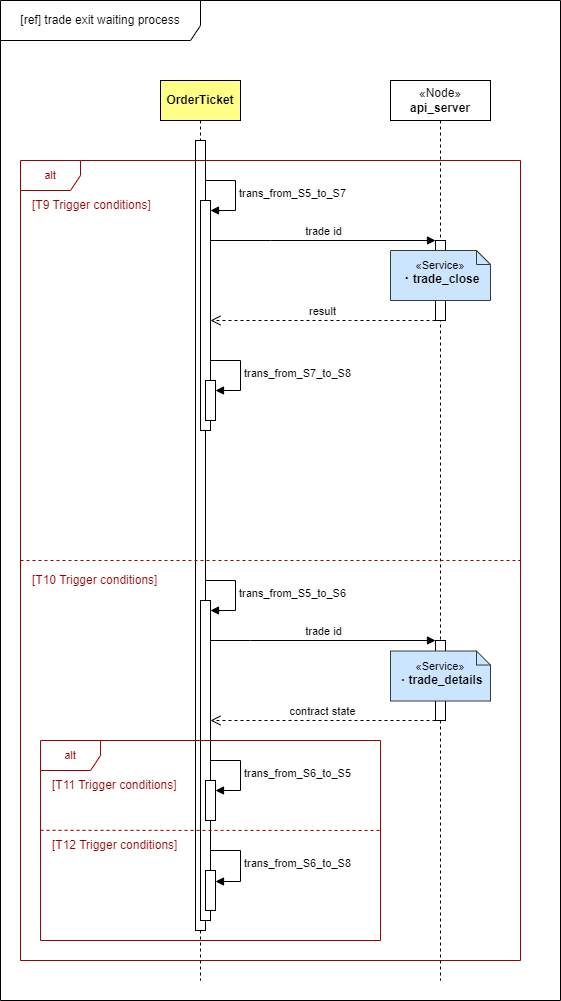 [ref] trade exit waiting process
OrderTicket
«Node»
api_server
alt
[T9 Trigger conditions]
trans_from_S5_to_S7
trade id
«Service»
・trade_close
result
trans_from_S7_to_S8
[T10 Trigger conditions]
trans_from_S5_to_S6
trade id
«Service»
・trade_details
contract state
alt
[T11 Trigger conditions]
trans_from_S6_to_S5
[T12 Trigger conditions]
trans_from_S6_to_S8